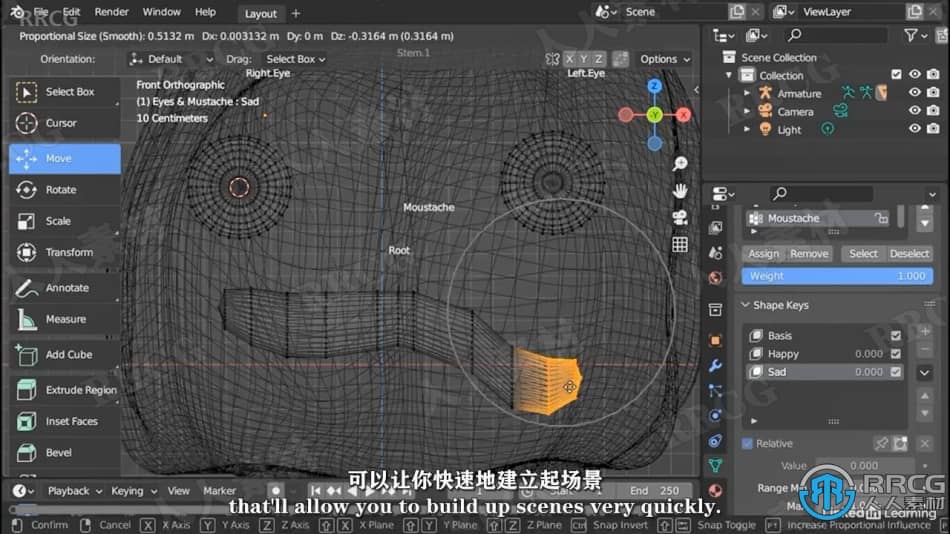 File Edit Render Window Help Layout + Scene ViewLayer
RRCG
Proportional Size (Smooth): 0.5132 m Dx: 0.003132 m Dy: 0 m Dz: -0.3164 m (0.3164 m)
Orientation: Default Drag: Select Box X Y Z Options
Stem.1
Right.Eye Left.Eye
Front Orthographic
(1) Eyes & Mustache : Sad
10 Centimeters
Select Box
Cursor
Move
Rotate
Scale
Transform
Annotate
Measure
Add Cube
Extrude Region
Inset Faces
Bevel
Z
-Y X
Moustache
Root
Scene Collection
Collection
Armature
Camera
Light
Moustache
Assign Remove Select Deselect
Weight 1.000
Shape Keys
Basis
Happy 0.000
Sad 0.000
Relative
Value 0.000
Range
可以让你快速地建立起场景
that'll allow you to build up scenes very quickly.
Playback Keying View Marker 1 Start 1 End 250
RRCG
人人素材
Linkedin Learning
Confirm Cancel X X Axis Y Y Axis Z Z Axis X X Plane Y Y Plane Z Z Plane Ctrl Snap Invert Snap Toggle Increase Proportional Influence